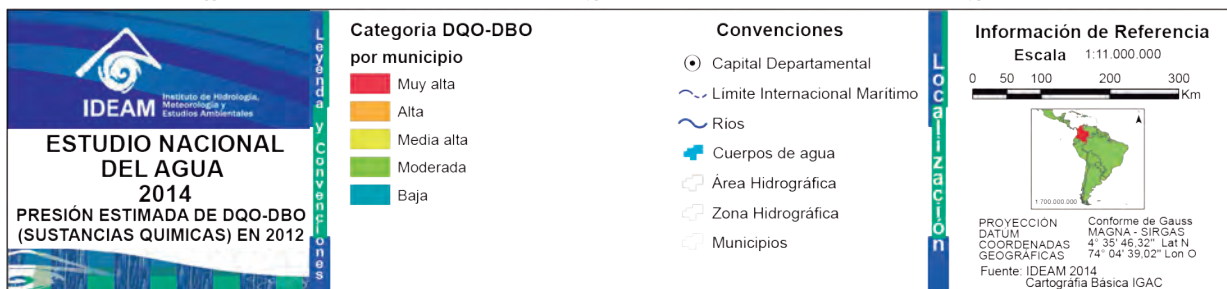 IDEAM
Instituto de Hidrología,
Meteorología y
Estudios Ambientales
ESTUDIO NACIONAL
DEL AGUA
2014
PRESIÓN ESTIMADA DE DQO-DBO
(SUSTANCIAS QUIMICAS) EN 2012
Leyenda y Convenciones
Categoria DQO-DBO
por municipio
Muy alta
Alta
Media alta
Moderada
Baja
Convenciones
Capital Departamental
Límite Internacional Marítimo
Ríos
Cuerpos de agua
Área Hidrográfica
Zona Hidrográfica
Municipios
Localización
Información de Referencia
Escala 1:11.000.000
0 50 100 200 300
Km
1:700.000.000
PROYECCIÓN Conforme de Gauss
DATUM MAGNA - SIRGAS
COORDENADAS 4° 35' 46,32" Lat N
GEOGRÁFICAS 74° 04' 39,02" Lon O
Fuente: IDEAM 2014
Cartográfia Básica IGAC